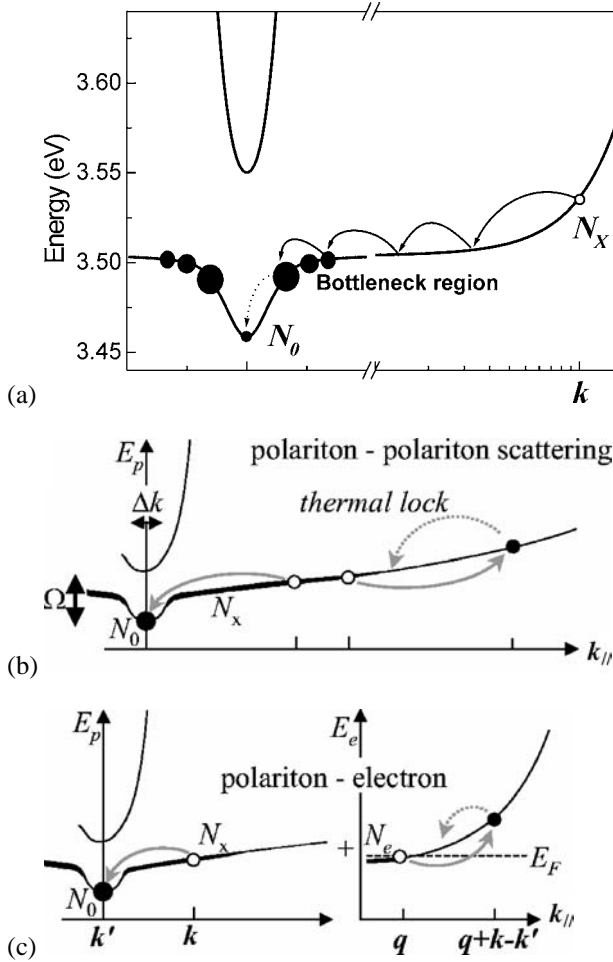 3.60
3.55
3.50
3.45
Energy (eV)
N_X
Bottleneck region
N_0
k
(a)
E_p
polariton - polariton scattering
Δk
thermal lock
Ω
N_0
N_x
k_//
(b)
E_p
E_e
polariton - electron
N_x
+
N_e
E_F
N_0
k_//
k'
k
q
q+k-k'
(c)